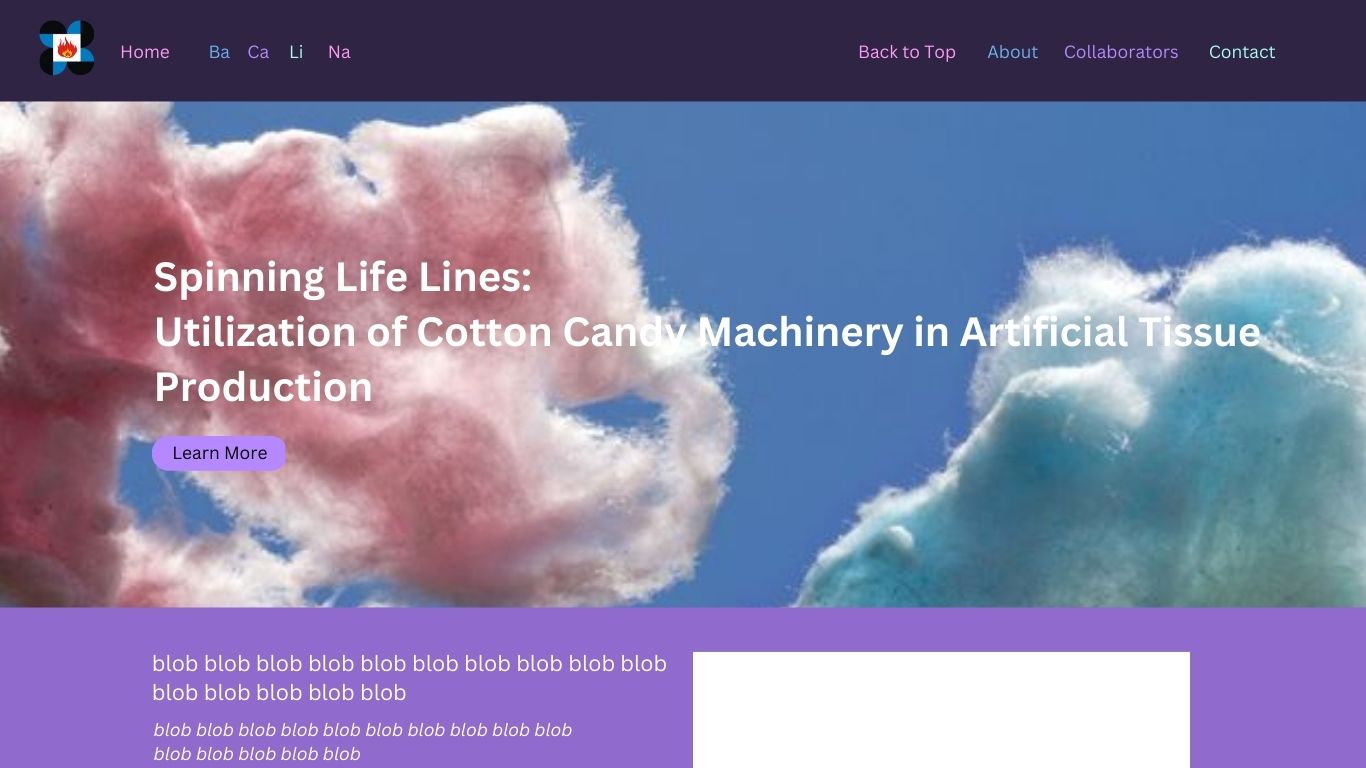 Home Ba Ca Li Na Back to Top About Collaborators Contact
Spinning Life Lines:
Utilization of Cotton Candy Machinery in Artificial Tissue
Production
Learn More
blob blob blob blob blob blob blob blob blob blob
blob blob blob blob blob
blob blob blob blob blob blob blob blob blob blob
blob blob blob blob blob